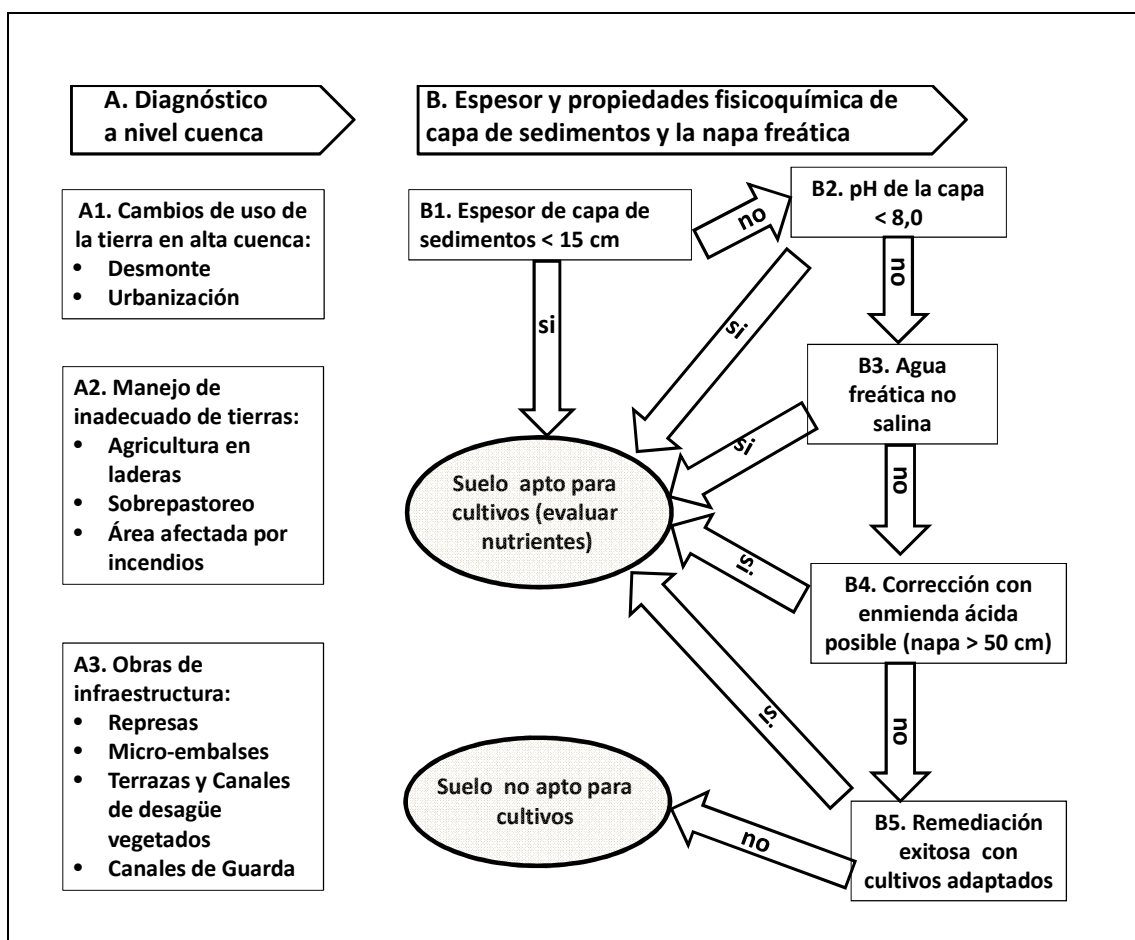 A. Diagnóstico
a nivel cuenca
B. Espesor y propiedades fisicoquímica de
capa de sedimentos y la napa freática
A1. Cambios de uso de
la tierra en alta cuenca:
• Desmonte
• Urbanización
A2. Manejo de
inadecuado de tierras:
• Agricultura en
laderas
• Sobrepastoreo
• Área afectada por
incendios
A3. Obras de
infraestructura:
• Represas
• Micro-embalses
• Terrazas y Canales
de desagüe
vegetados
• Canales de Guarda
B1. Espesor de capa de
sedimentos < 15 cm
no
B2. pH de la capa
< 8,0
si
si
no
B3. Agua
freática no
salina
si
no
Suelo apto para
cultivos (evaluar
nutrientes)
si
B4. Corrección con
enmienda ácida
posible (napa > 50 cm)
si
no
Suelo no apto para
cultivos
no
B5. Remediación
exitosa con
cultivos adaptados